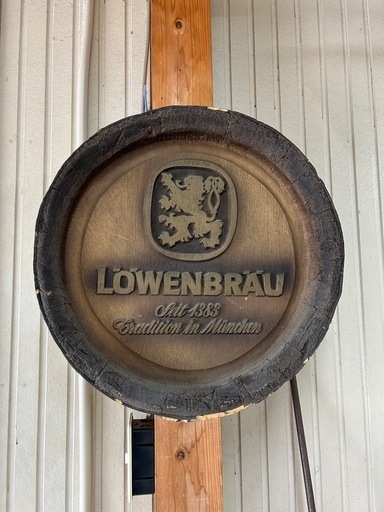 LÖWENBRÄU
Seit 1383
Tradition in München